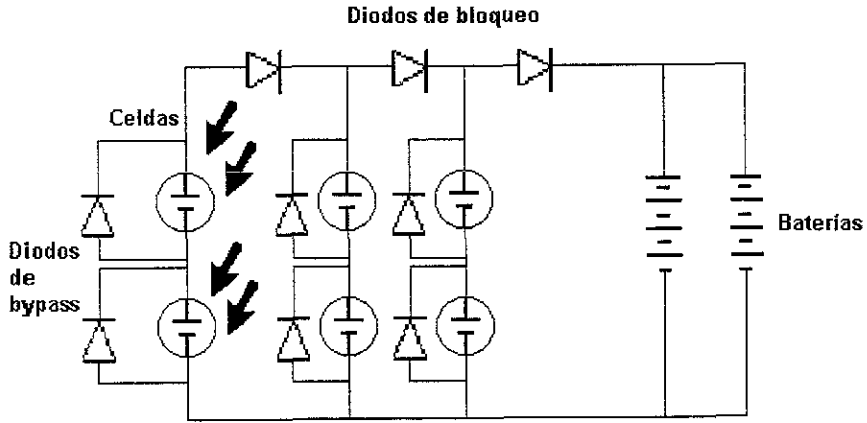 Diodos de bloqueo
Celdas
Diodos
de
bypass
Baterías